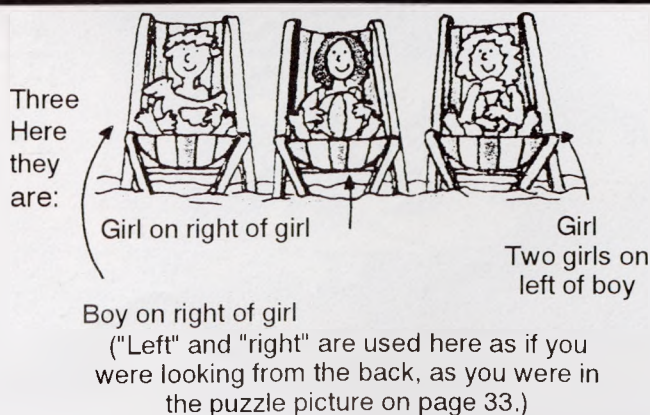 Three
Here
they
are:
Girl on right of girl
Girl
Two girls on
left of boy
Boy on right of girl
("Left" and "right" are used here as if you
were looking from the back, as you were in
the puzzle picture on page 33.)